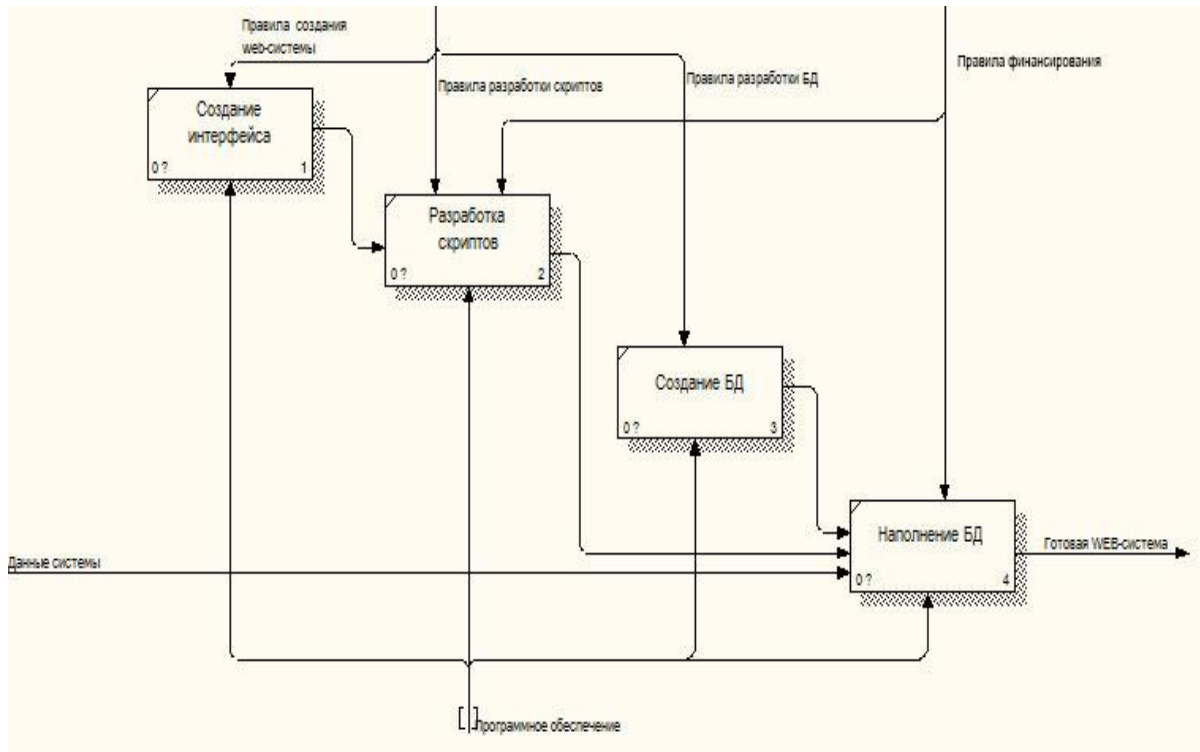 Правила создания
web-системы
Правила разработки скриптов
Правила разработки БД
Правила финансирования
Создание
интерфейса
0 ?
1
Разработка
скриптов
0 ?
2
Создание БД
0 ?
3
Наполнение БД
0 ?
4
Готовая WEB-система
Данные системы
Программное обеспечение